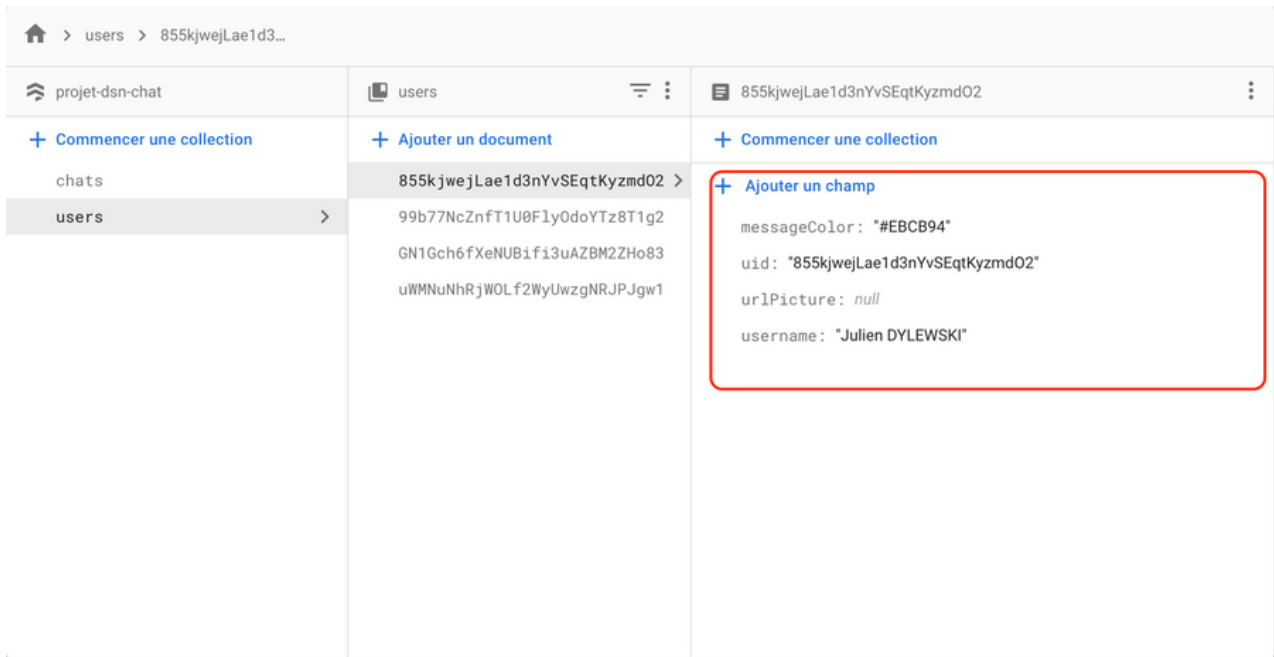 > users > 855kjwejLae1d3...
projet-dsn-chat
+ Commencer une collection
chats
users >
users
+ Ajouter un document
855kjwejLae1d3nYvSEqtKyzmdO2 >
99b77NcZnfT1U0FlyOdoYTz8T1g2
GN1Gch6fXeNUBifi3uAZBM2ZHo83
uWMNuNhRjWOLf2WyUwzgNRJPJgw1
855kjwejLae1d3nYvSEqtKyzmdO2
+ Commencer une collection
+ Ajouter un champ
messageColor: "#EBCB94"
uid: "855kjwejLae1d3nYvSEqtKyzmdO2"
urlPicture: null
username: "Julien DYLEWSKI"